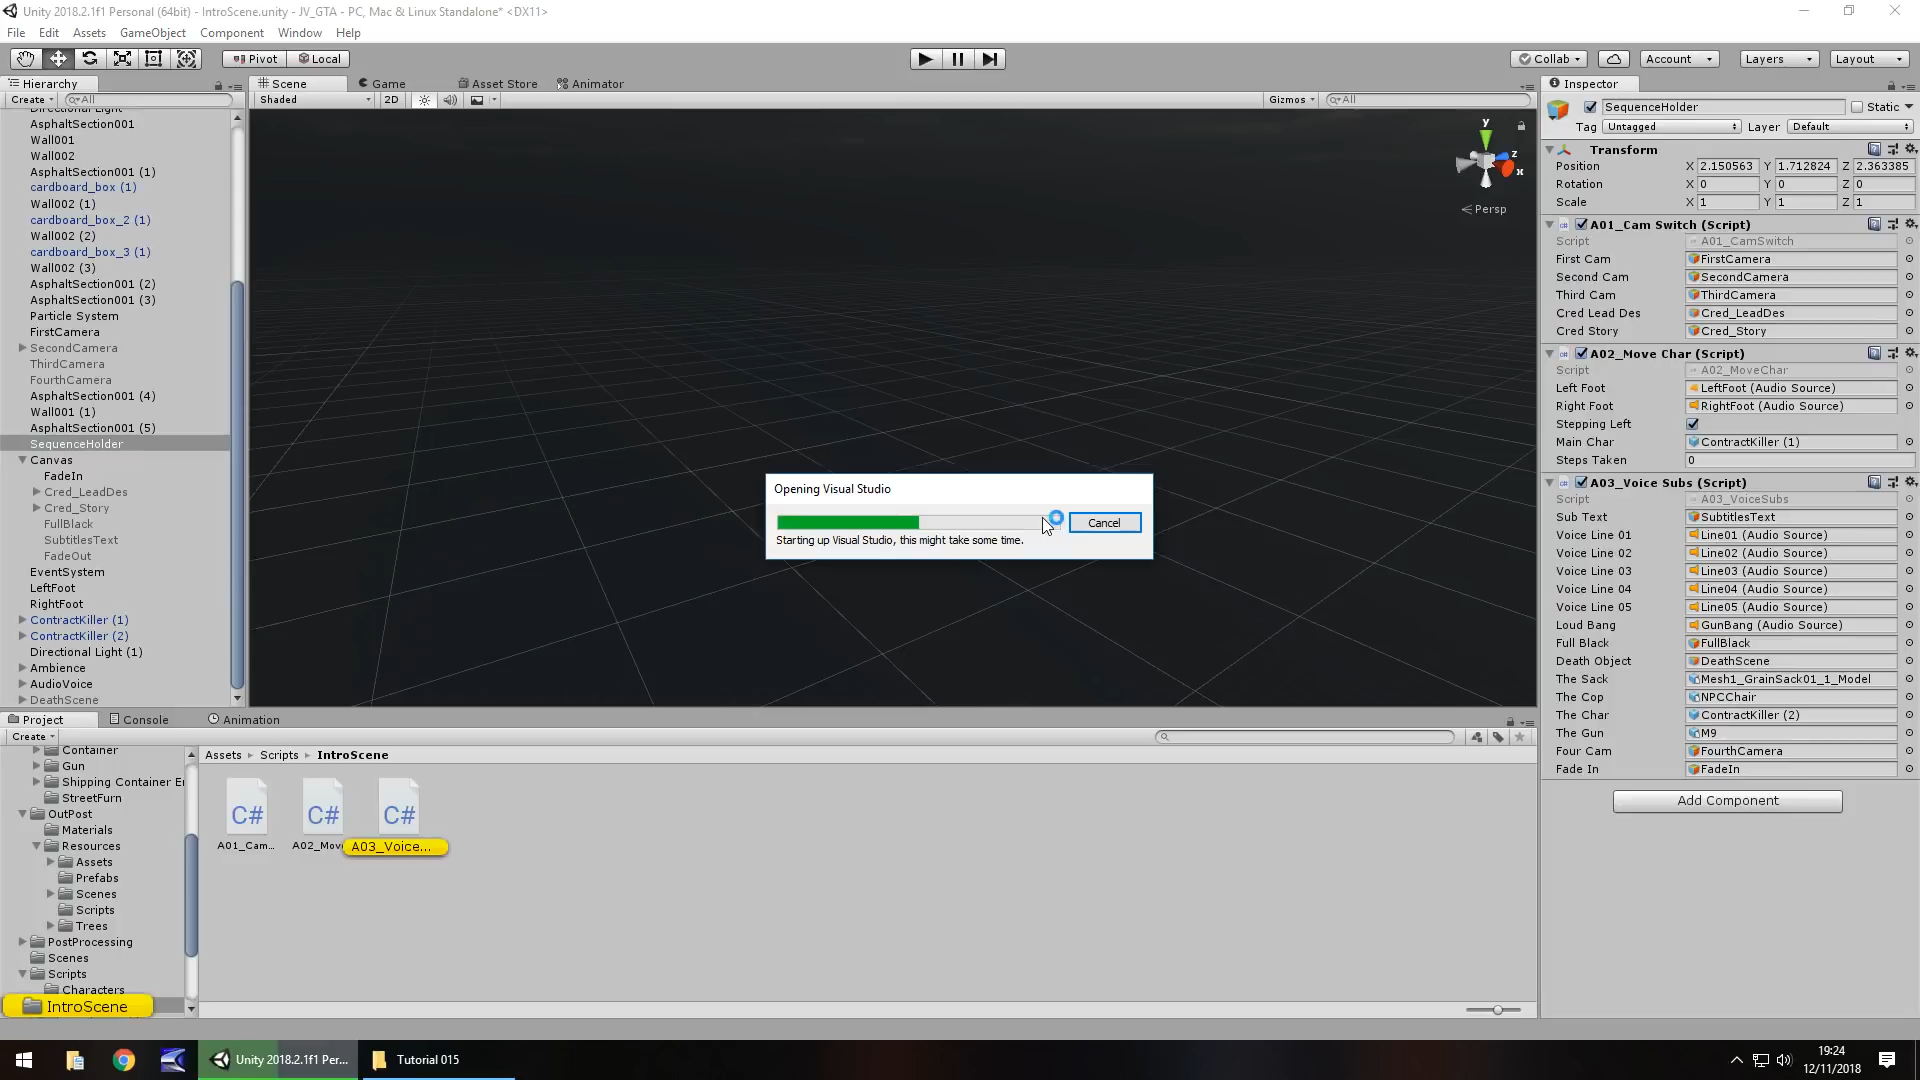 Unity 2018.2.1f1 Personal (64bit) - IntroScene.unity - JV_GTA - PC, Mac & Linux Standalone* <DX11>
File Edit Assets GameObject Component Window Help
Pivot Local
Collab Account Layers Layout
Hierarchy
Create All
Directional Light
AsphaltSection001
Wall001
Wall002
AsphaltSection001 (1)
cardboard_box (1)
Wall002 (1)
cardboard_box_2 (1)
Wall002 (2)
cardboard_box_3 (1)
Wall002 (3)
AsphaltSection001 (2)
AsphaltSection001 (3)
Particle System
FirstCamera
SecondCamera
ThirdCamera
FourthCamera
AsphaltSection001 (4)
Wall001 (1)
AsphaltSection001 (5)
SequenceHolder
Canvas
FadeIn
Cred_LeadDes
Cred_Story
FullBlack
SubtitlesText
FadeOut
EventSystem
LeftFoot
RightFoot
ContractKiller (1)
ContractKiller (2)
Directional Light (1)
Ambience
AudioVoice
DeathScene
Scene Game Asset Store Animator
Shaded 2D Gizmos All
y
z
x
Persp
Opening Visual Studio
Cancel
Starting up Visual Studio, this might take some time.
Inspector
SequenceHolder Static
Tag Untagged Layer Default
Transform
Position X 2.150563 Y 1.712824 Z 2.363385
Rotation X 0 Y 0 Z 0
Scale X 1 Y 1 Z 1
A01_Cam Switch (Script)
Script A01_CamSwitch
First Cam FirstCamera
Second Cam SecondCamera
Third Cam ThirdCamera
Cred Lead Des Cred_LeadDes
Cred Story Cred_Story
A02_Move Char (Script)
Script A02_MoveChar
Left Foot LeftFoot (Audio Source)
Right Foot RightFoot (Audio Source)
Stepping Left
Main Char ContractKiller (1)
Steps Taken 0
A03_Voice Subs (Script)
Script A03_VoiceSubs
Sub Text SubtitlesText
Voice Line 01 Line01 (Audio Source)
Voice Line 02 Line02 (Audio Source)
Voice Line 03 Line03 (Audio Source)
Voice Line 04 Line04 (Audio Source)
Voice Line 05 Line05 (Audio Source)
Loud Bang GunBang (Audio Source)
Full Black FullBlack
Death Object DeathScene
The Sack Mesh1_GrainSack01_1_Model
The Cop NPCChair
The Char ContractKiller (2)
The Gun M9
Four Cam FourthCamera
Fade In FadeIn
Add Component
Project Console Animation
Create
Container
Gun
Shipping Container En
StreetFurn
OutPost
Materials
Resources
Assets
Prefabs
Scenes
Scripts
Trees
PostProcessing
Scenes
Scripts
Characters
IntroScene
Assets Scripts IntroScene
C# C# C#
A01_Cam... A02_Mov A03_Voice...
Unity 2018.2.1f1 Per...
Tutorial 015
19:24
12/11/2018